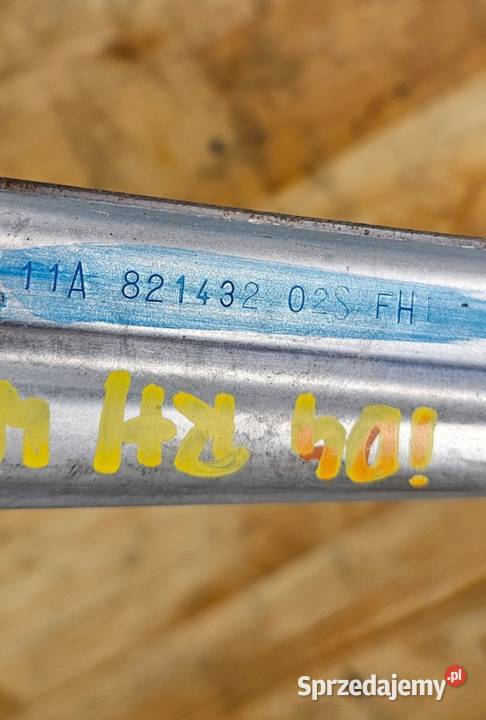 11A 821432 02S FH
iD4 RH
Sprzedajemy.pl